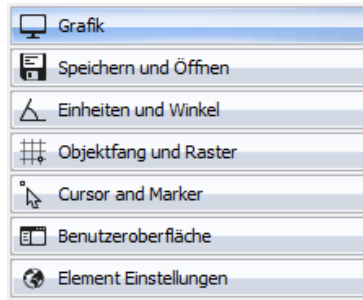 Grafik
Speichern und Öffnen
Einheiten und Winkel
Objektfang und Raster
Cursor and Marker
Benutzeroberfläche
Element Einstellungen